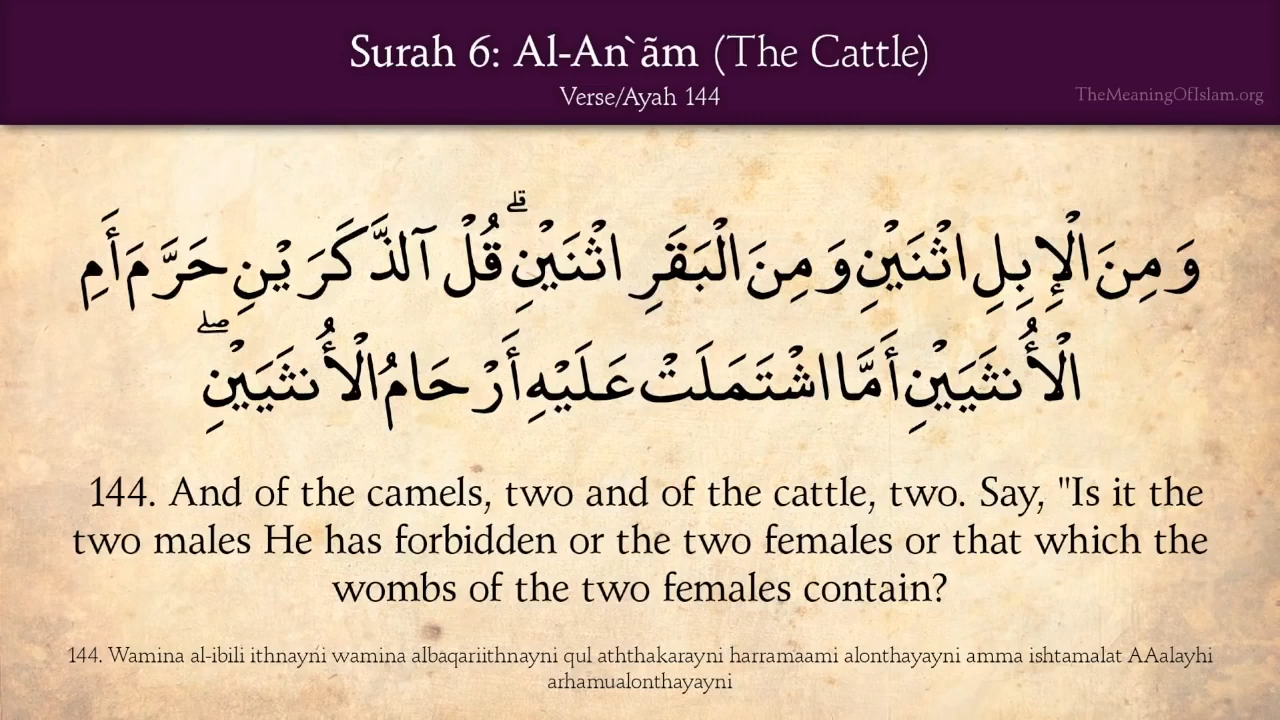 Surah 6: Al-An`ãm (The Cattle)
Verse/Ayah 144
TheMeaningOfIslam.org
وَمِنَ الْإِبِلِ اثْنَيْنِ وَمِنَ الْبَقَرِ اثْنَيْنِ ۗ قُلْ آلذَّكَرَيْنِ حَرَّمَ أَمِ
الْأُنثَيَيْنِ أَمَّا اشْتَمَلَتْ عَلَيْهِ أَرْحَامُ الْأُنثَيَيْنِ ۖ
144. And of the camels, two and of the cattle, two. Say, "Is it the
two males He has forbidden or the two females or that which the
wombs of the two females contain?
144. Wamina al-ibili ithnayni wamina albaqariithnayni qul aththakarayni harramaami alonthayayni amma ishtamalat AAalayhi
arhamualonthayayni